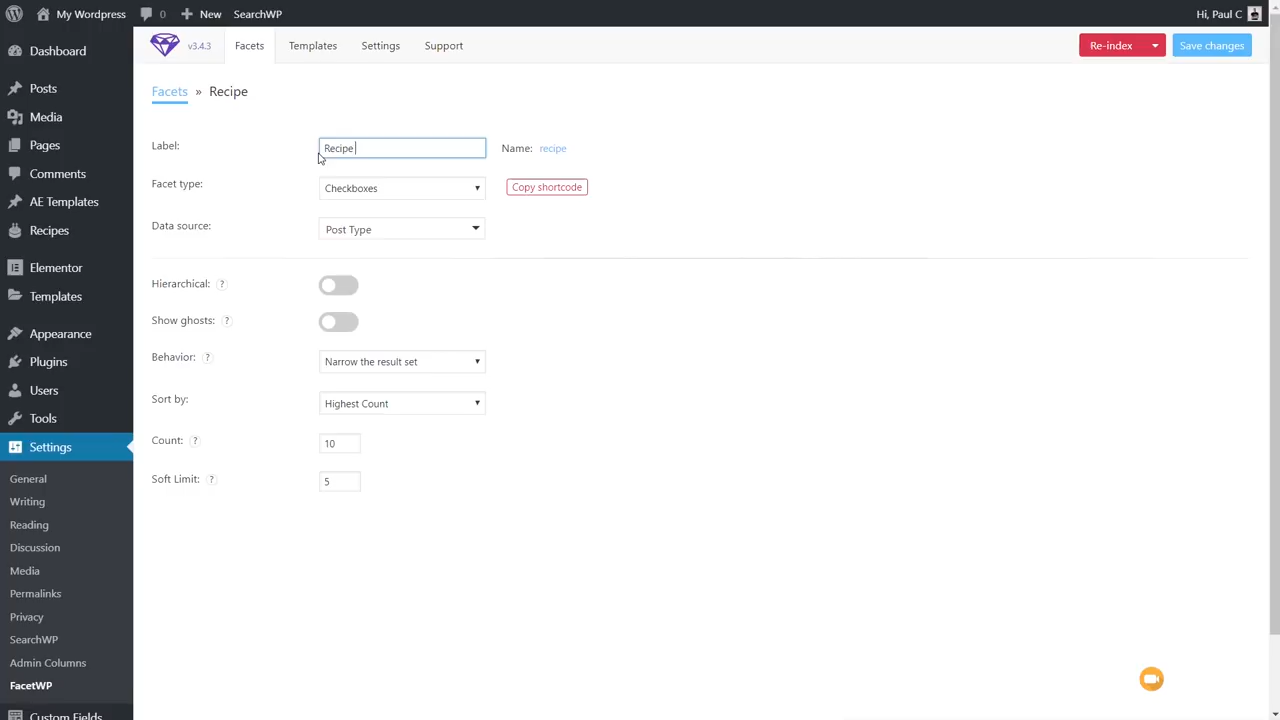 My Wordpress 0 New SearchWP Hi, Paul C
Dashboard
Posts
Media
Pages
Comments
AE Templates
Recipes
Elementor
Templates
Appearance
Plugins
Users
Tools
Settings
General
Writing
Reading
Discussion
Media
Permalinks
Privacy
SearchWP
Admin Columns
FacetWP
Custom Fields
v3.4.3 Facets Templates Settings Support Re-index Save changes
Facets » Recipe
Label: Recipe Name: recipe
Facet type: Checkboxes Copy shortcode
Data source: Post Type
Hierarchical: ?
Show ghosts: ?
Behavior: ? Narrow the result set
Sort by: Highest Count
Count: ? 10
Soft Limit: ? 5